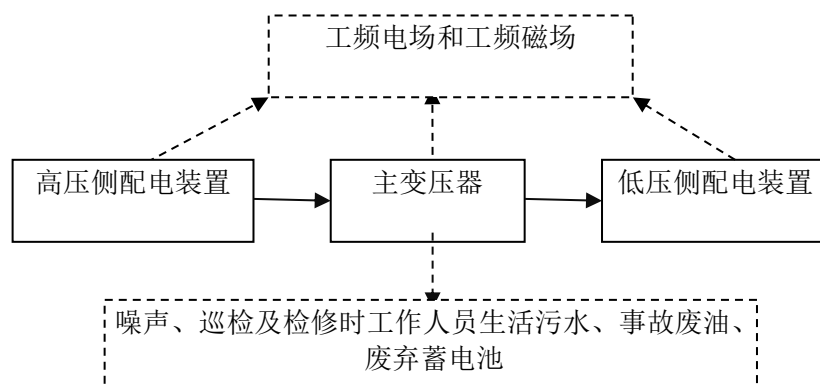 工频电场和工频磁场
高压侧配电装置
主变压器
低压侧配电装置
噪声、巡检及检修时工作人员生活污水、事故废油、
废弃蓄电池